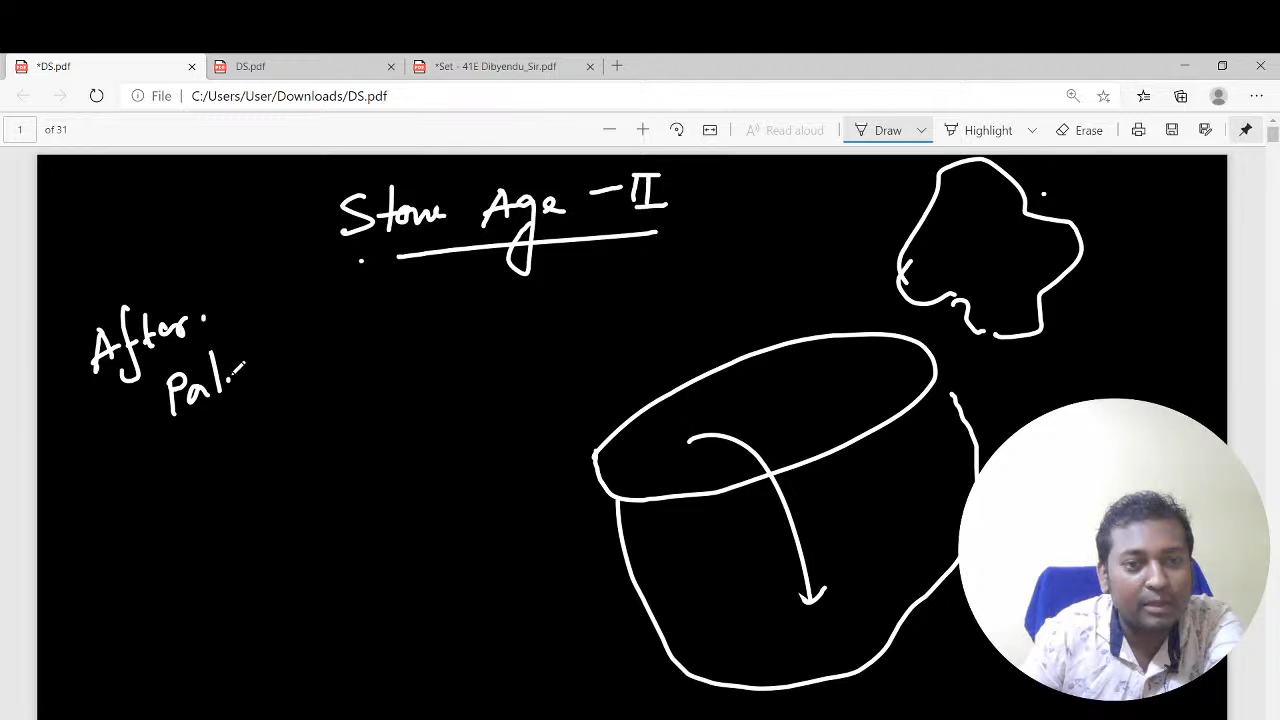 *DS.pdf
DS.pdf
*Set - 41E Dibyendu_Sir.pdf
File
C:/Users/User/Downloads/DS.pdf
1 of 31
Read aloud
Draw
Highlight
Erase
Stone Age - II
After
Pal